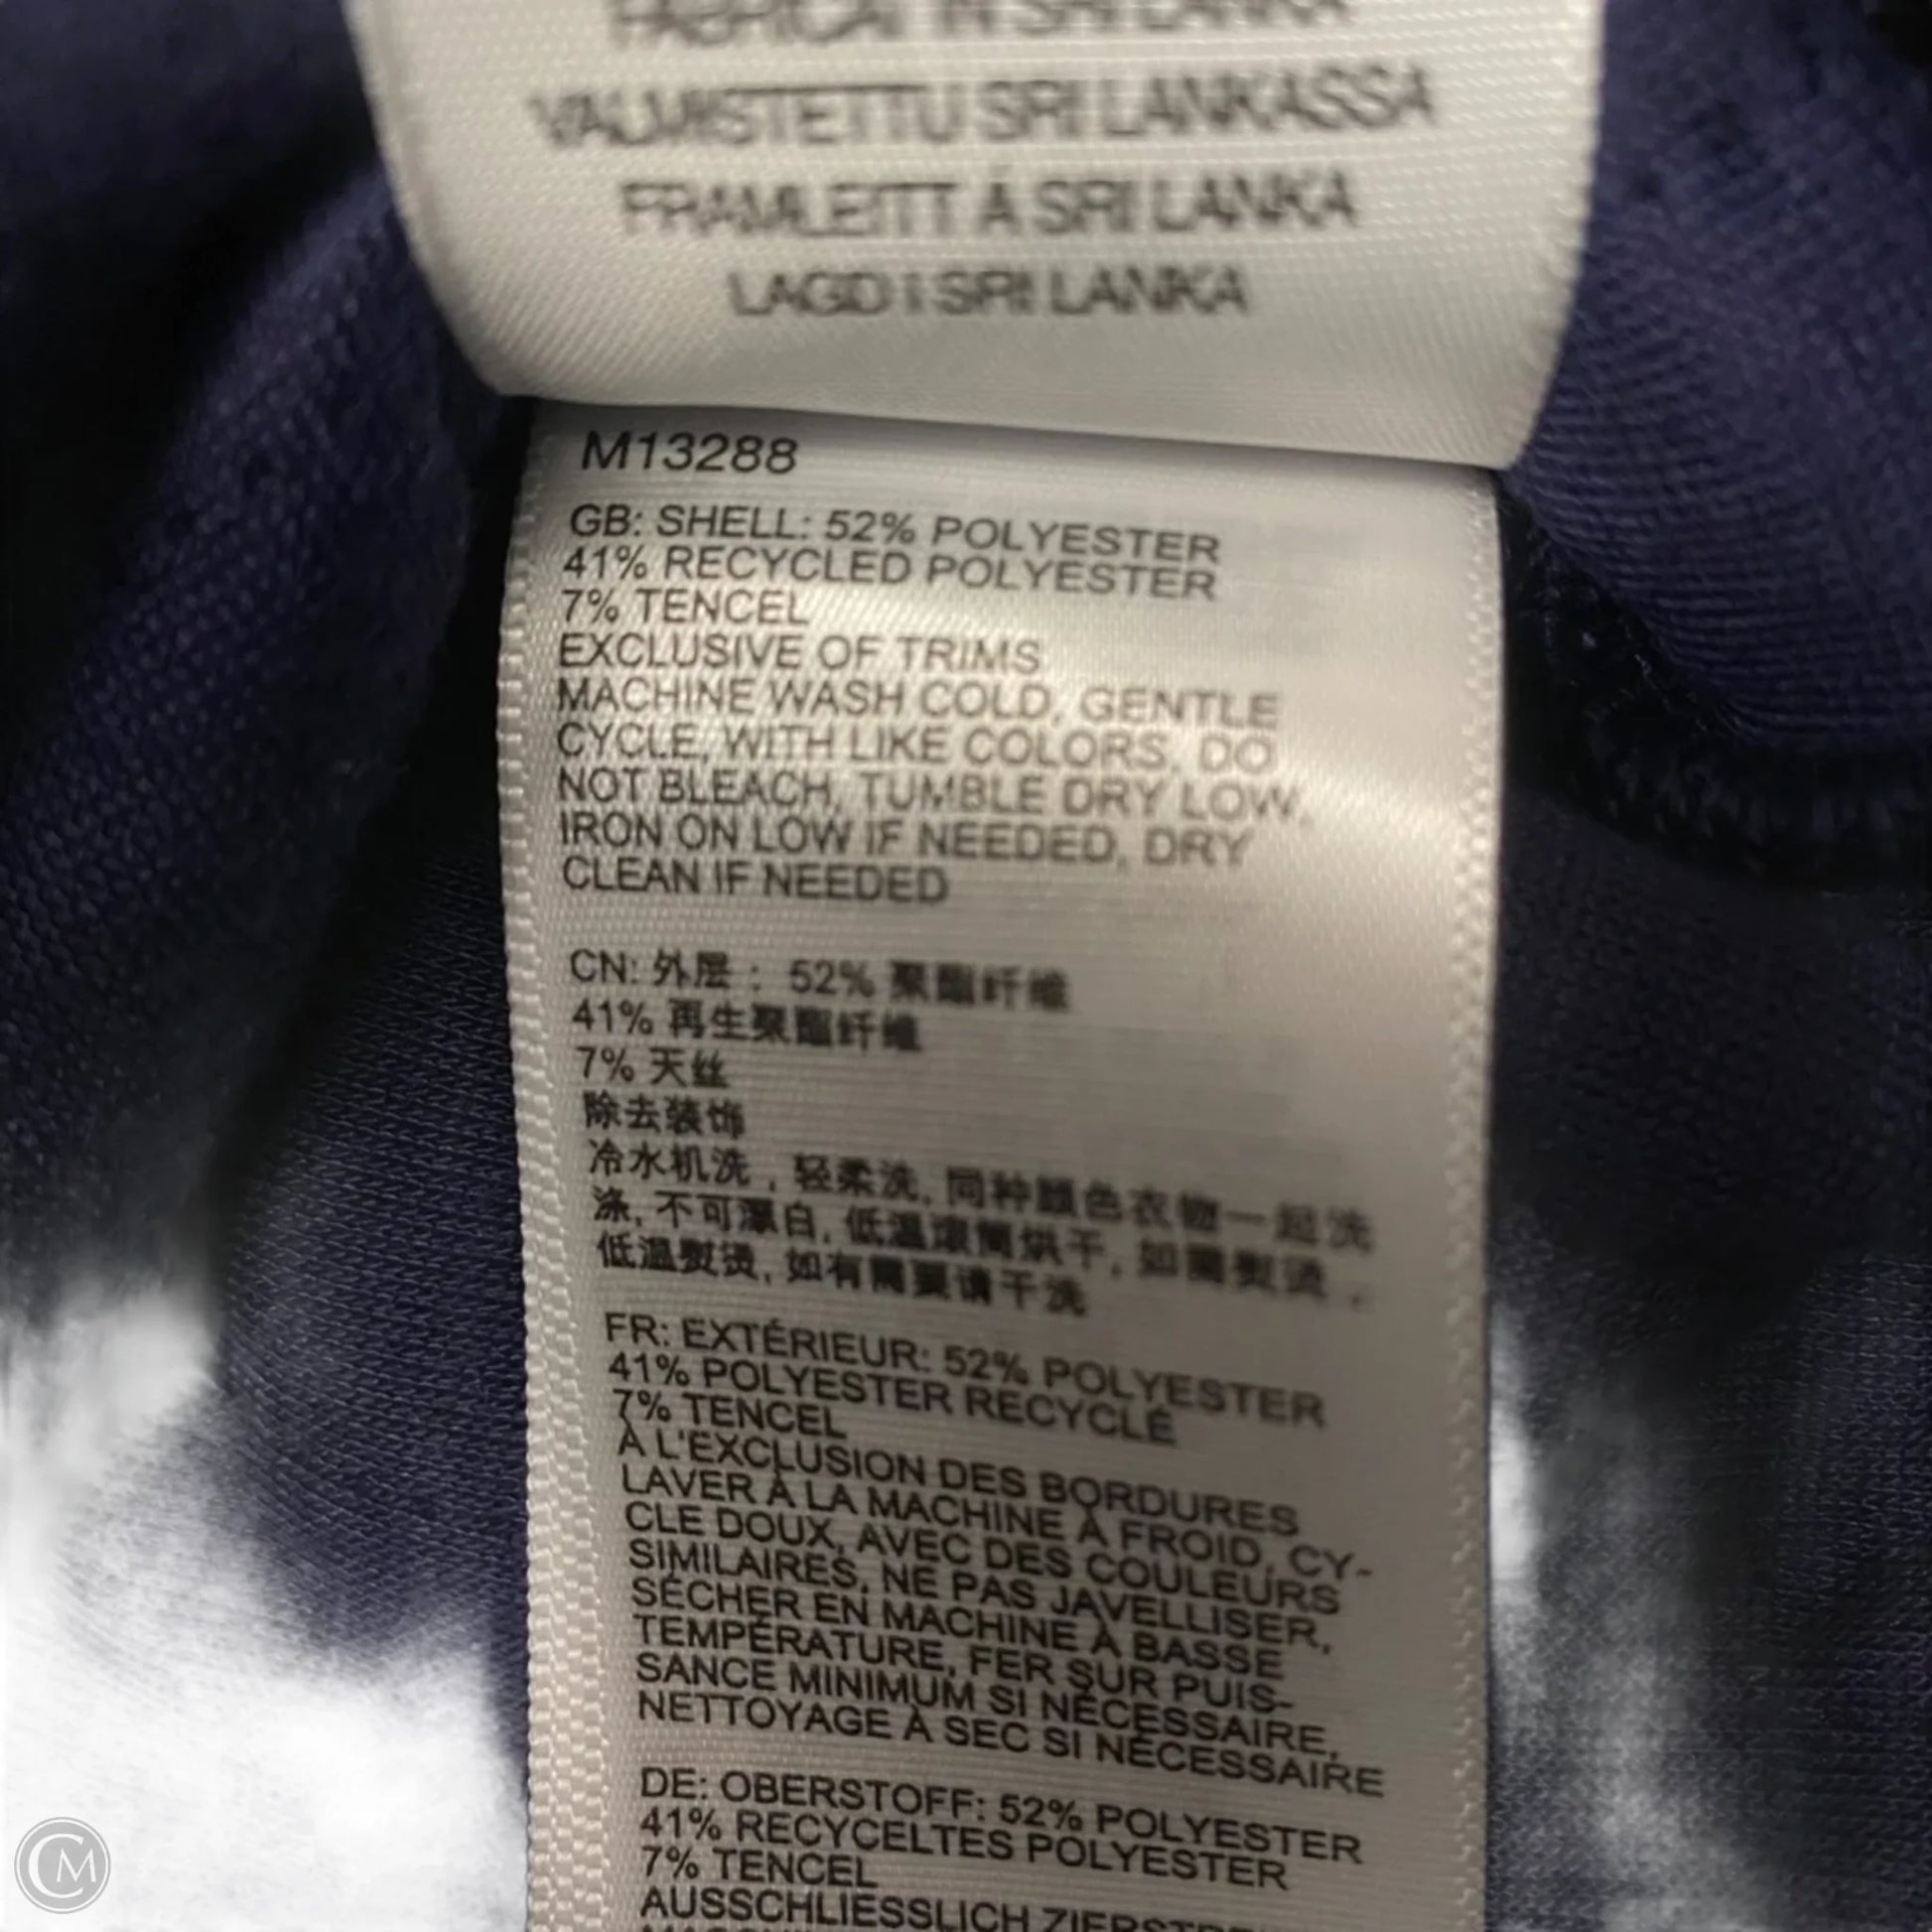 FABRICAT IN SRI LANKA
VALMISTETTU SRI LANKASSA
FRAMLEITT Á SRI LANKA
LAGD I SRI LANKA
M13288
GB: SHELL: 52% POLYESTER
41% RECYCLED POLYESTER
7% TENCEL
EXCLUSIVE OF TRIMS
MACHINE WASH COLD, GENTLE
CYCLE, WITH LIKE COLORS, DO
NOT BLEACH, TUMBLE DRY LOW,
IRON ON LOW IF NEEDED, DRY
CLEAN IF NEEDED
CN: 外层： 52% 聚酯纤维
41% 再生聚酯纤维
7% 天丝
除去装饰
冷水机洗，轻柔洗, 同种颜色衣物一起洗
涤, 不可漂白, 低温滚筒烘干, 如需熨烫，
低温熨烫, 如有需要请干洗
FR: EXTÉRIEUR: 52% POLYESTER
41% POLYESTER RECYCLÉ
7% TENCEL
À L'EXCLUSION DES BORDURES
LAVER À LA MACHINE À FROID, CY-
CLE DOUX, AVEC DES COULEURS
SIMILAIRES, NE PAS JAVELLISER,
SÉCHER EN MACHINE À BASSE
TEMPÉRATURE, FER SUR PUIS-
SANCE MINIMUM SI NÉCESSAIRE,
NETTOYAGE À SEC SI NÉCESSAIRE
DE: OBERSTOFF: 52% POLYESTER
41% RECYCELTES POLYESTER
7% TENCEL
AUSSCHLIESSLICH
CM